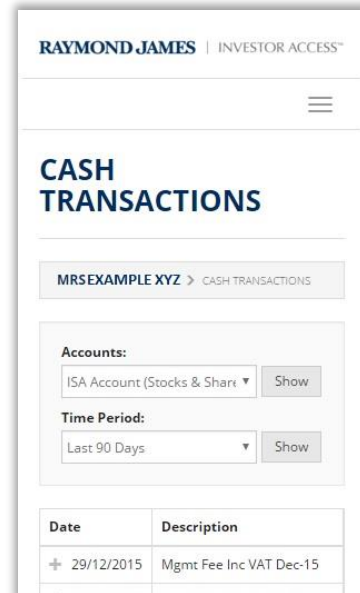 RAYMOND JAMES | INVESTOR ACCESS™
CASH
TRANSACTIONS
MRSEXAMPLE XYZ > CASH TRANSACTIONS
Accounts:
ISA Account (Stocks & Share ▼ Show
Time Period:
Last 90 Days ▼ Show
Date Description
+ 29/12/2015 Mgmt Fee Inc VAT Dec-15